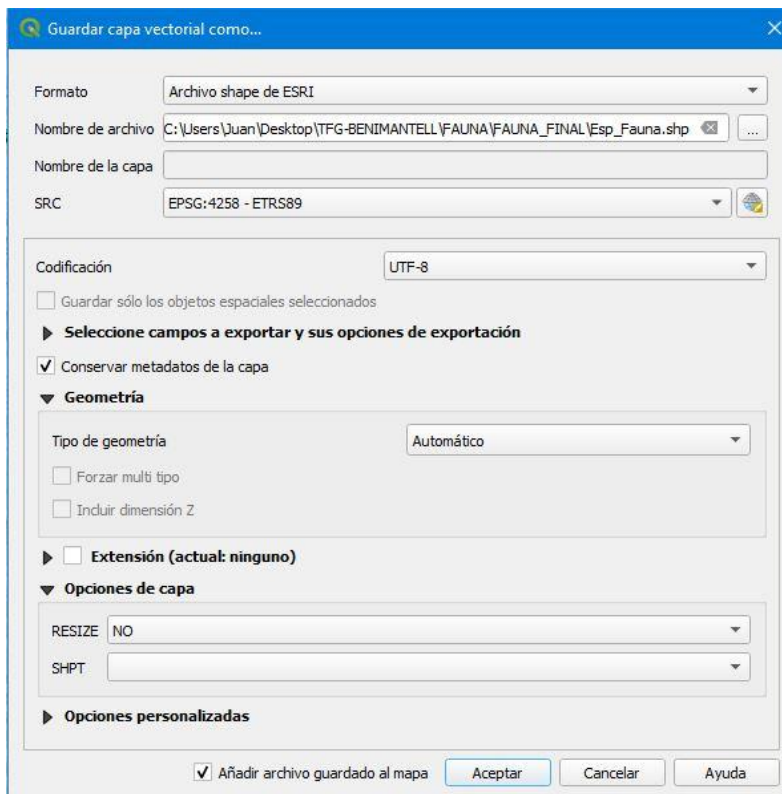 Guardar capa vectorial como...
Formato Archivo shape de ESRI
Nombre de archivo C:\Users\Juan\Desktop\TFG-BENIMANTELL\FAUNA\FAUNA_FINAL\Esp_Fauna.shp ...
Nombre de la capa
SRC EPSG:4258 - ETRS89
Codificación UTF-8
Guardar sólo los objetos espaciales seleccionados
Seleccione campos a exportar y sus opciones de exportación
Conservar metadatos de la capa
Geometría
Tipo de geometría Automático
Forzar multi tipo
Incluir dimensión Z
Extensión (actual: ninguno)
Opciones de capa
RESIZE NO
SHPT
Opciones personalizadas
Añadir archivo guardado al mapa Aceptar Cancelar Ayuda